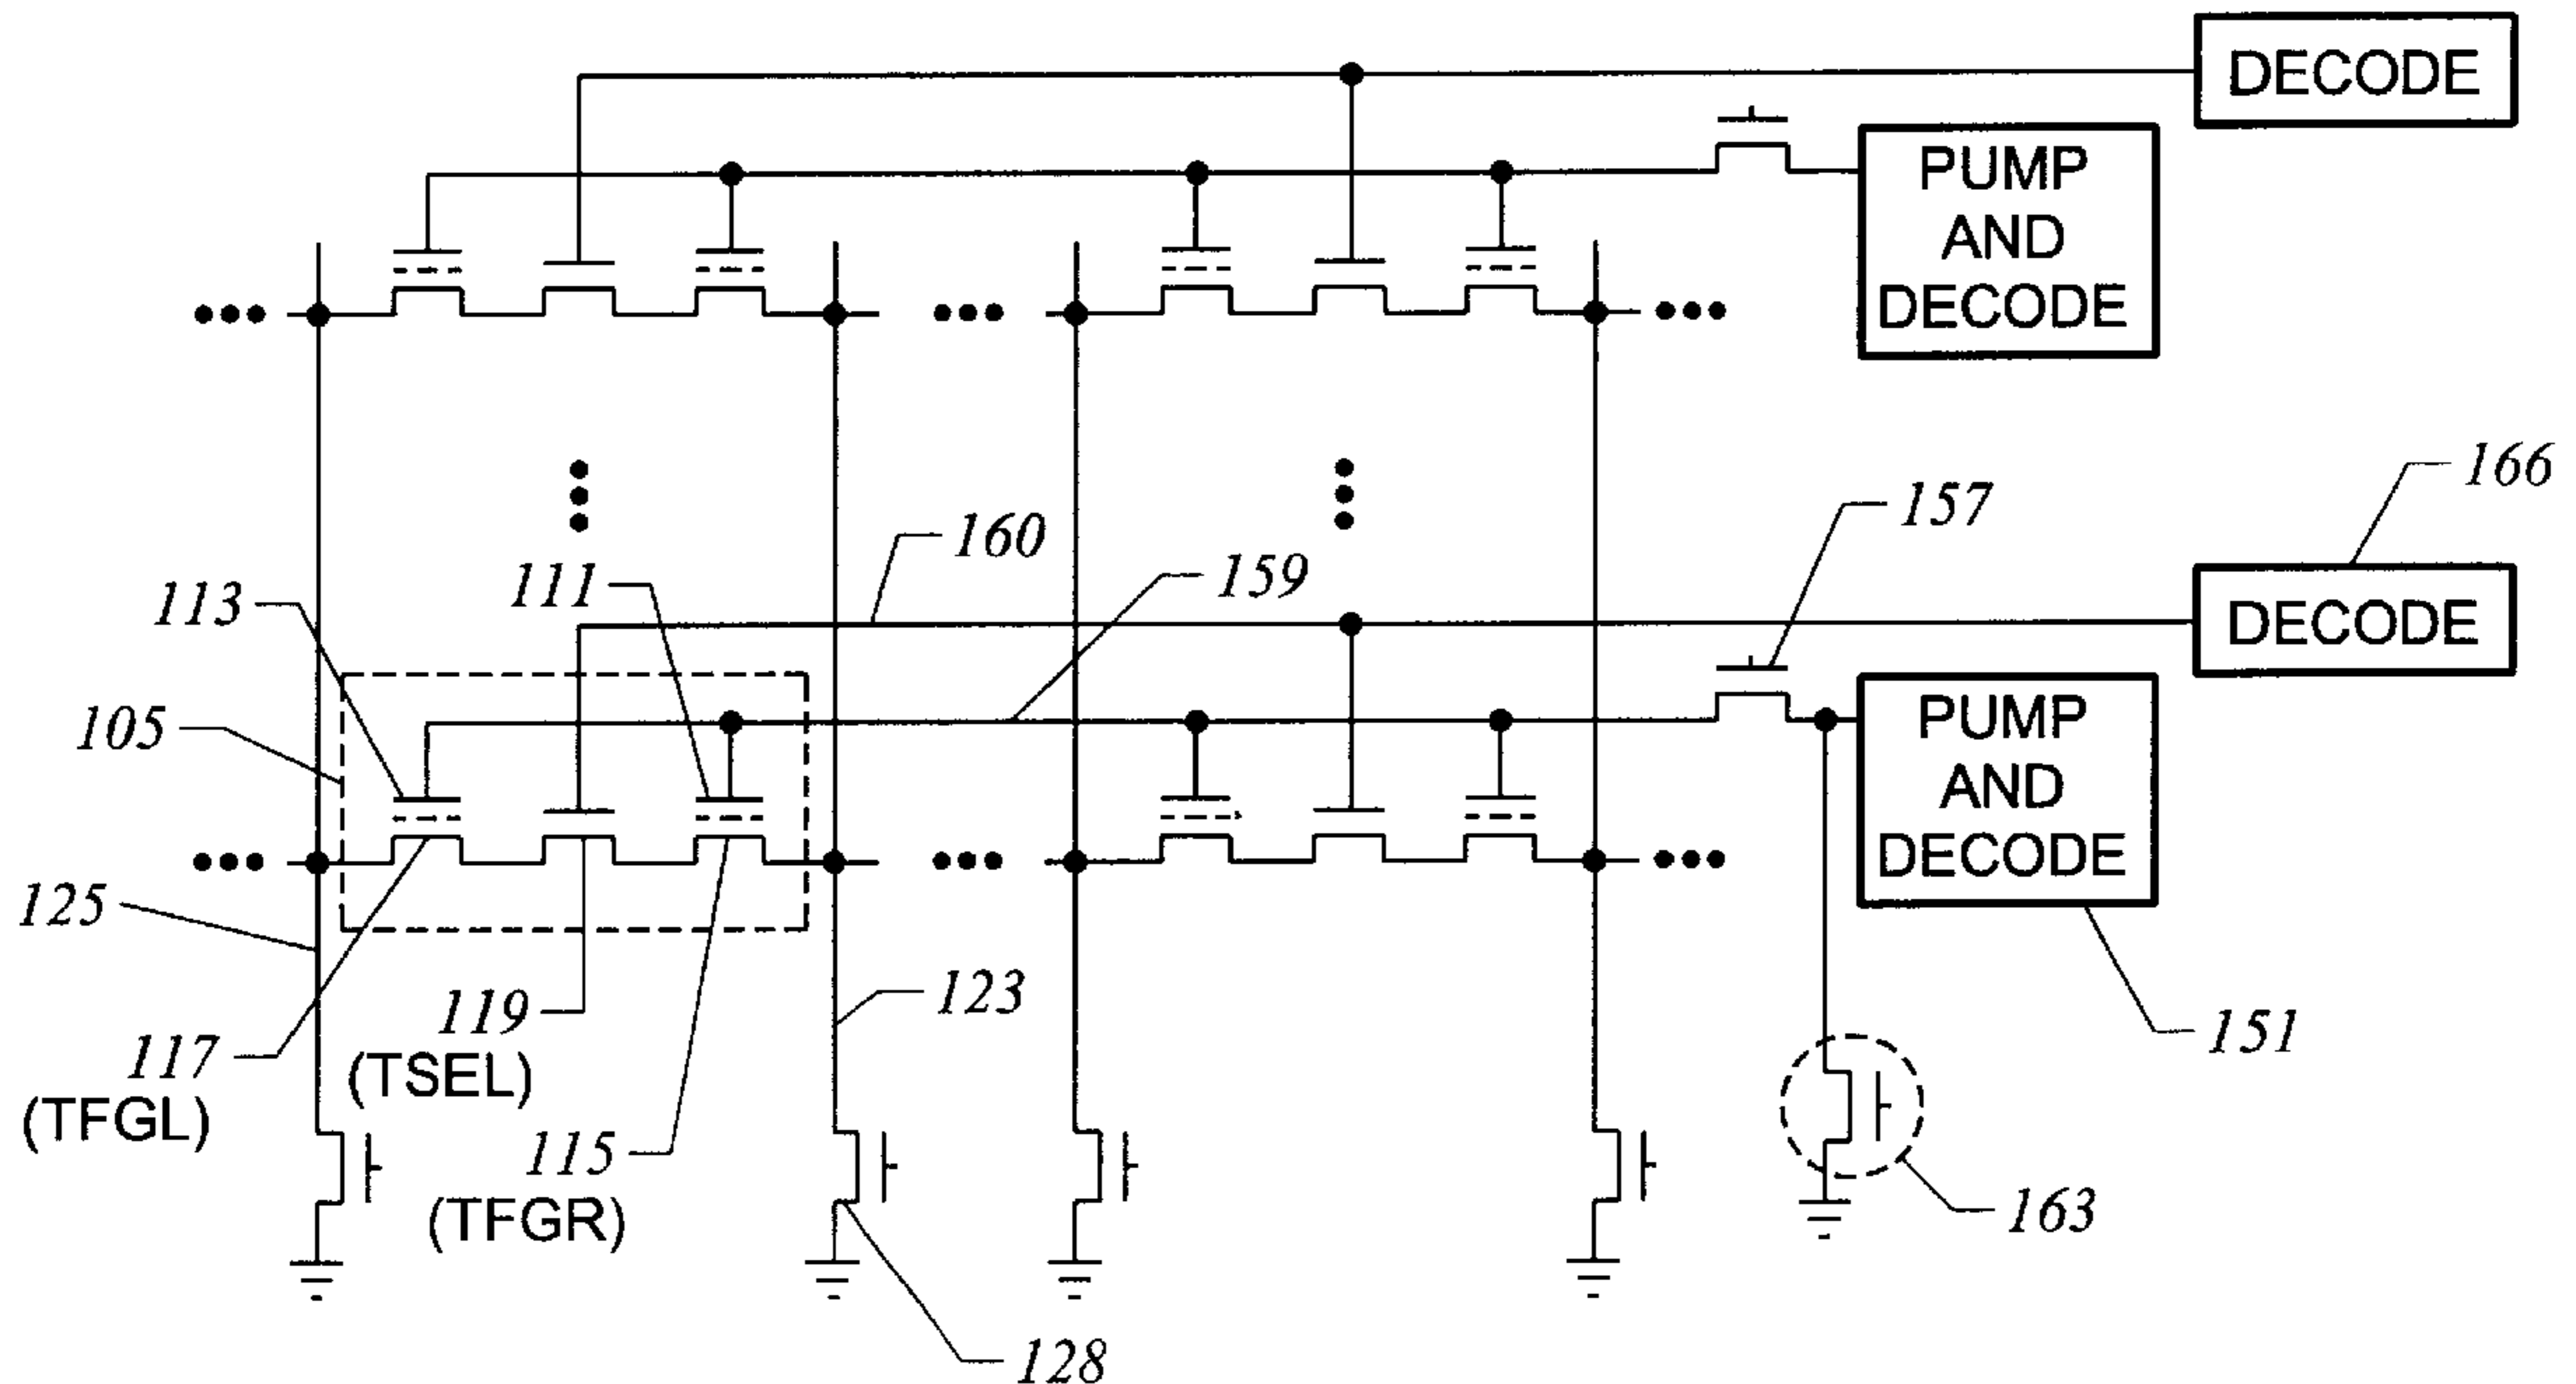 DECODE
PUMP
AND
DECODE
166
157
160
159
111
113
DECODE
105
PUMP
AND
DECODE
125
119
(TSEL)
123
117
(TFGL)
151
115
(TFGR)
163
128